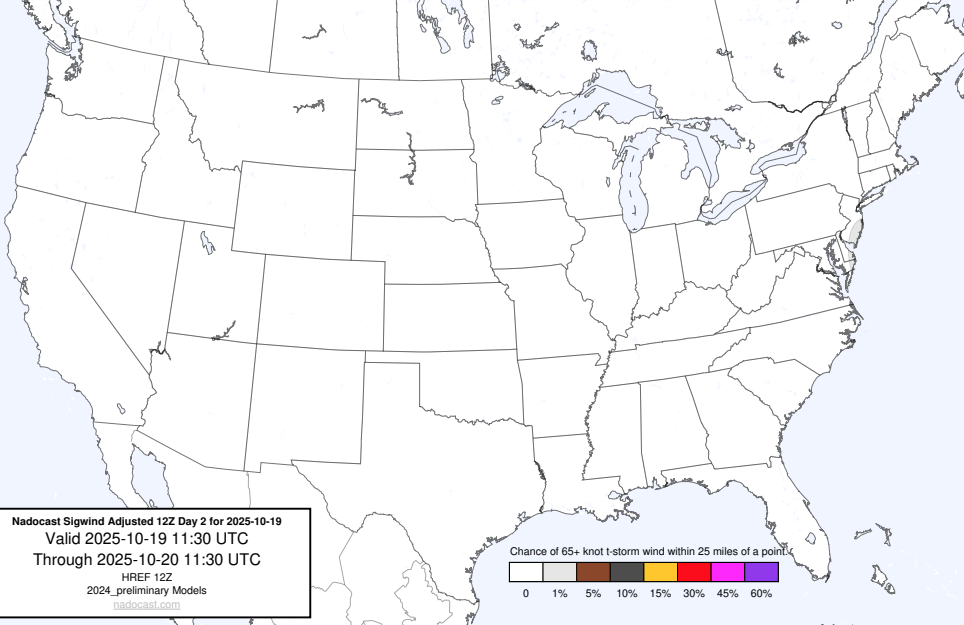 Nadocast Sigwind Adjusted 12Z Day 2 for 2025-10-19
Valid 2025-10-19 11:30 UTC
Through 2025-10-20 11:30 UTC
HREF 12Z
2024_preliminary Models
nadocast.com
Chance of 65+ knot t-storm wind within 25 miles of a point.
0 1% 5% 10% 15% 30% 45% 60%